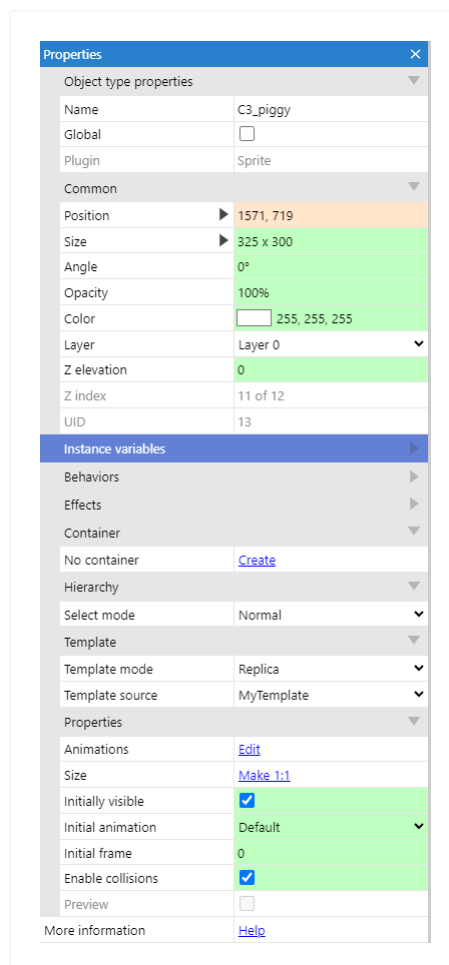 Properties
Object type properties
Name C3_piggy
Global
Plugin Sprite
Common
Position 1571, 719
Size 325 x 300
Angle 0°
Opacity 100%
Color 255, 255, 255
Layer Layer 0
Z elevation 0
Z index 11 of 12
UID 13
Instance variables
Behaviors
Effects
Container
No container Create
Hierarchy
Select mode Normal
Template
Template mode Replica
Template source MyTemplate
Properties
Animations Edit
Size Make 1:1
Initially visible
Initial animation Default
Initial frame 0
Enable collisions
Preview
More information Help